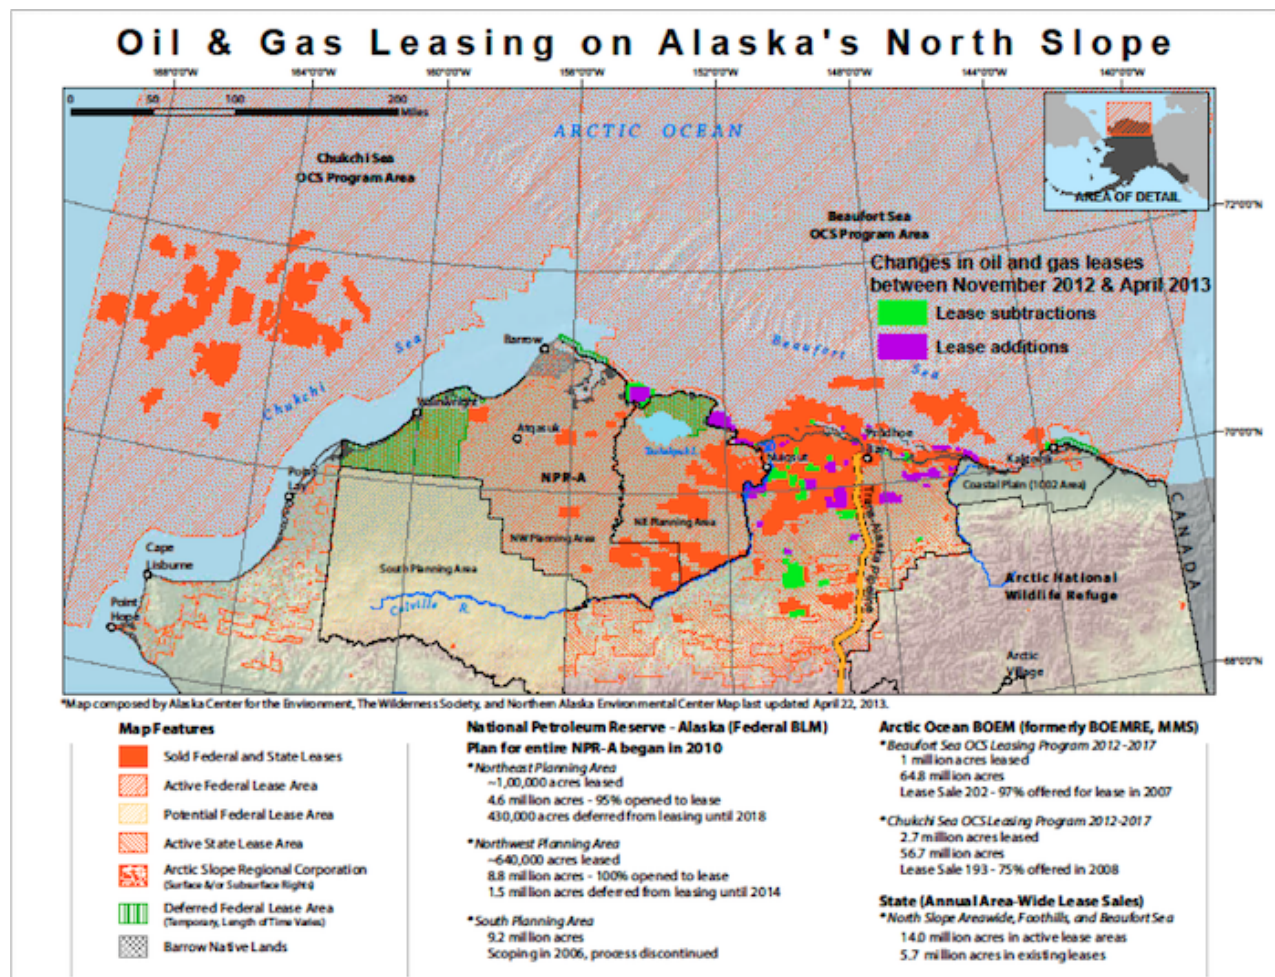 Oil & Gas Leasing on Alaska's North Slope
168°0'0"W
164°0'0"W
160°0'0"W
156°0'0"W
152°0'0"W
148°0'0"W
144°0'0"W
140°0'0"W
0 50 100 200
Miles
ARCTIC OCEAN
Chukchi Sea
OCS Program Area
AREA OF DETAIL
72°0'0"N
Beaufort Sea
OCS Program Area
Changes in oil and gas leases
between November 2012 & April 2013
Lease subtractions
Lease additions
Barrow
Chukchi Sea
Beaufort Sea
Wainwright
Atqasuk
70°0'0"N
Prudhoe
Bay
Nuiqsut
Kaktovik
Point
Lay
NPR-A
Coastal Plain (1002 Area)
NE Planning Area
NW Planning Area
Trans-Alaska Pipeline
CANADA
Cape
Lisburne
South Planning Area
Arctic National
Wildlife Refuge
Colville R.
Point
Hope
Arctic
Village
68°0'0"N
*Map composed by Alaska Center for the Environment, The Wilderness Society, and Northern Alaska Environmental Center Map last updated April 22, 2013.
Map Features
Sold Federal and State Leases
Active Federal Lease Area
Potential Federal Lease Area
Active State Lease Area
Arctic Slope Regional Corporation
(Surface &/or Subsurface Rights)
Deferred Federal Lease Area
(Temporary, Length of Time Varies)
Barrow Native Lands
National Petroleum Reserve - Alaska (Federal BLM)
Plan for entire NPR-A began in 2010
*Northeast Planning Area
~1,00,000 acres leased
4.6 million acres - 95% opened to lease
430,000 acres deferred from leasing until 2018
*Northwest Planning Area
~640,000 acres leased
8.8 million acres - 100% opened to lease
1.5 million acres deferred from leasing until 2014
*South Planning Area
9.2 million acres
Scoping in 2006, process discontinued
Arctic Ocean BOEM (formerly BOEMRE, MMS)
*Beaufort Sea OCS Leasing Program 2012-2017
1 million acres leased
64.8 million acres
Lease Sale 202 - 97% offered for lease in 2007
*Chukchi Sea OCS Leasing Program 2012-2017
2.7 million acres leased
56.7 million acres
Lease Sale 193 - 75% offered in 2008
State (Annual Area-Wide Lease Sales)
*North Slope Areawide, Foothills, and Beaufort Sea
14.0 million acres in active lease areas
5.7 million acres in existing leases